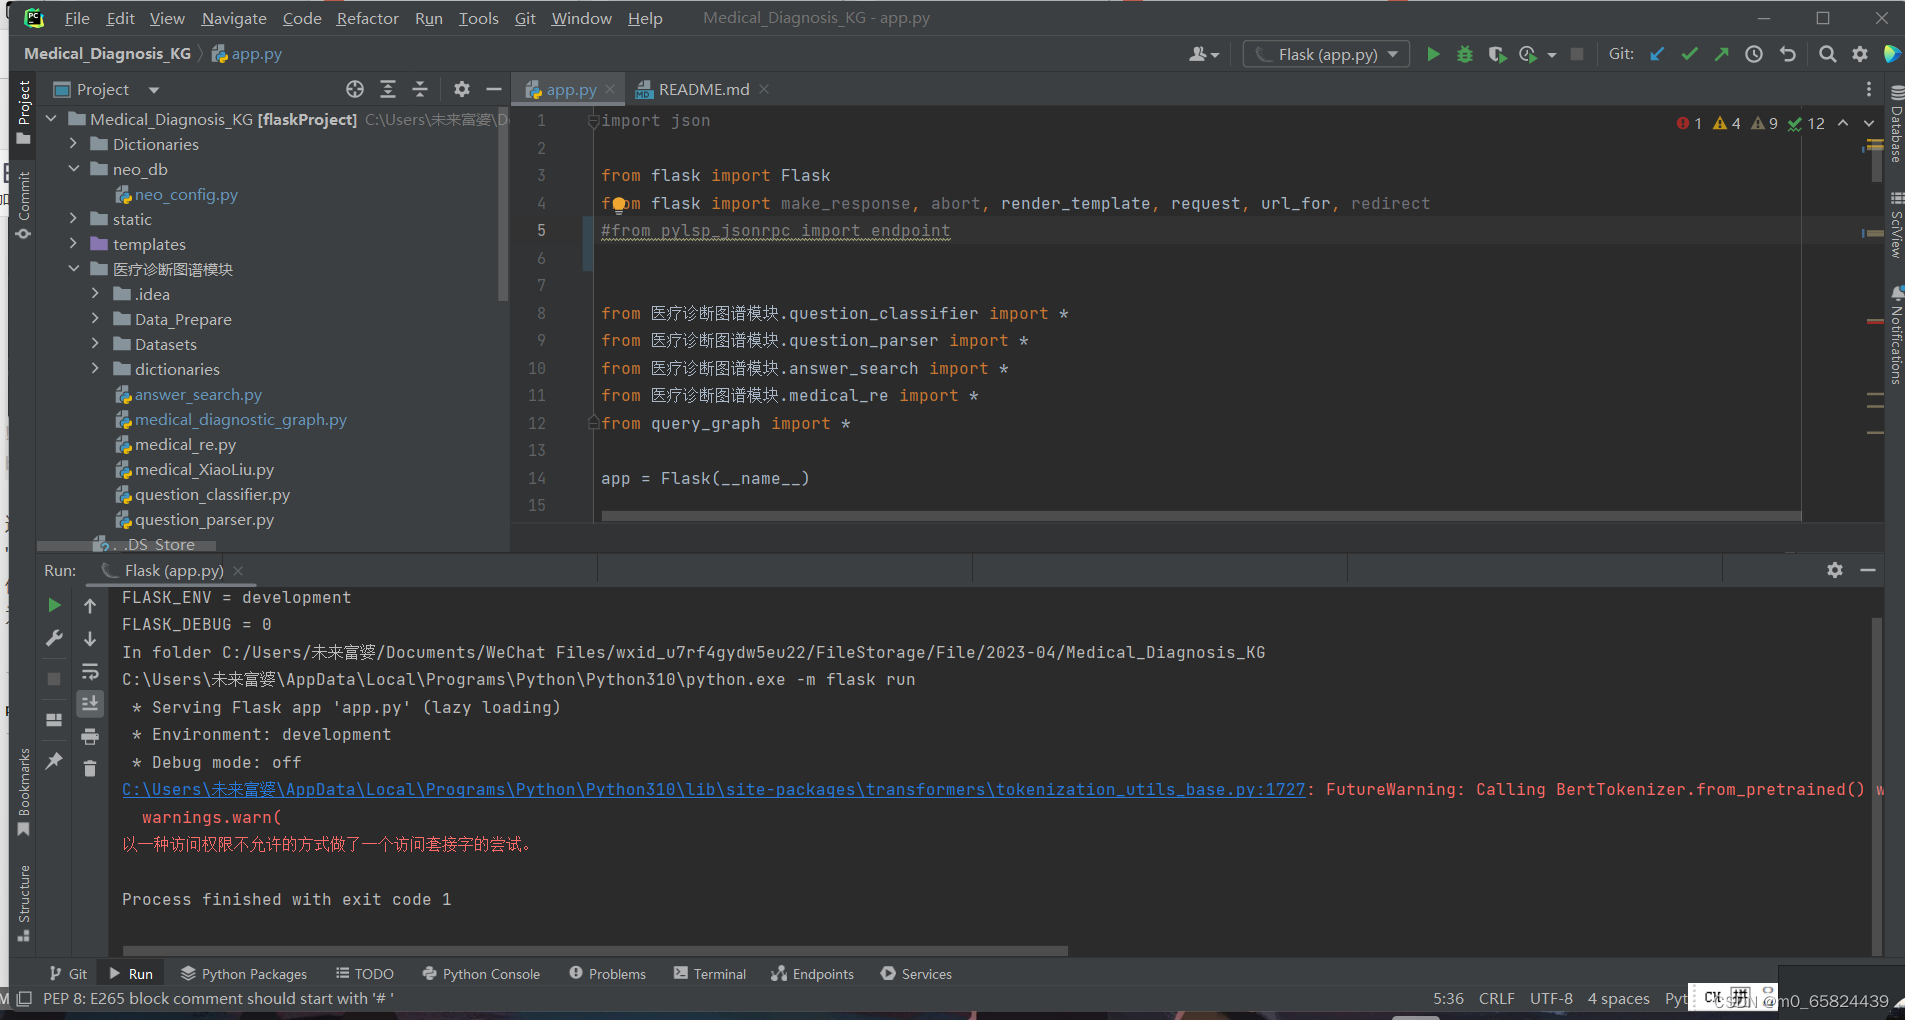 File Edit View Navigate Code Refactor Run Tools Git Window Help Medical_Diagnosis_KG - app.py
Medical_Diagnosis_KG app.py Flask (app.py) Git:
Project app.py README.md
Medical_Diagnosis_KG [flaskProject] C:\Users\未来富婆\D
Dictionaries
neo_db
neo_config.py
static
templates
医疗诊断图谱模块
.idea
Data_Prepare
Datasets
dictionaries
answer_search.py
medical_diagnostic_graph.py
medical_re.py
medical_XiaoLiu.py
question_classifier.py
question_parser.py
.DS_Store
1 import json
1 4 9 12
2
3 from flask import Flask
4 from flask import make_response, abort, render_template, request, url_for, redirect
5 #from pylsp_jsonrpc import endpoint
6
7
8 from 医疗诊断图谱模块.question_classifier import *
9 from 医疗诊断图谱模块.question_parser import *
10 from 医疗诊断图谱模块.answer_search import *
11 from 医疗诊断图谱模块.medical_re import *
12 from query_graph import *
13
14 app = Flask(__name__)
15
Project
Commit
Bookmarks
Structure
Database
SciView
Notifications
Run: Flask (app.py)
FLASK_ENV = development
FLASK_DEBUG = 0
In folder C:/Users/未来富婆/Documents/WeChat Files/wxid_u7rf4gydw5eu22/FileStorage/File/2023-04/Medical_Diagnosis_KG
C:\Users\未来富婆\AppData\Local\Programs\Python\Python310\python.exe -m flask run
* Serving Flask app 'app.py' (lazy loading)
* Environment: development
* Debug mode: off
C:\Users\未来富婆\AppData\Local\Programs\Python\Python310\lib\site-packages\transformers\tokenization_utils_base.py:1727: FutureWarning: Calling BertTokenizer.from_pretrained() w
warnings.warn(
以一种访问权限不允许的方式做了一个访问套接字的尝试。
Process finished with exit code 1
Git Run Python Packages TODO Python Console Problems Terminal Endpoints Services
PEP 8: E265 block comment should start with '# ' 5:36 CRLF UTF-8 4 spaces Pyt
CSDN @m0_65824439